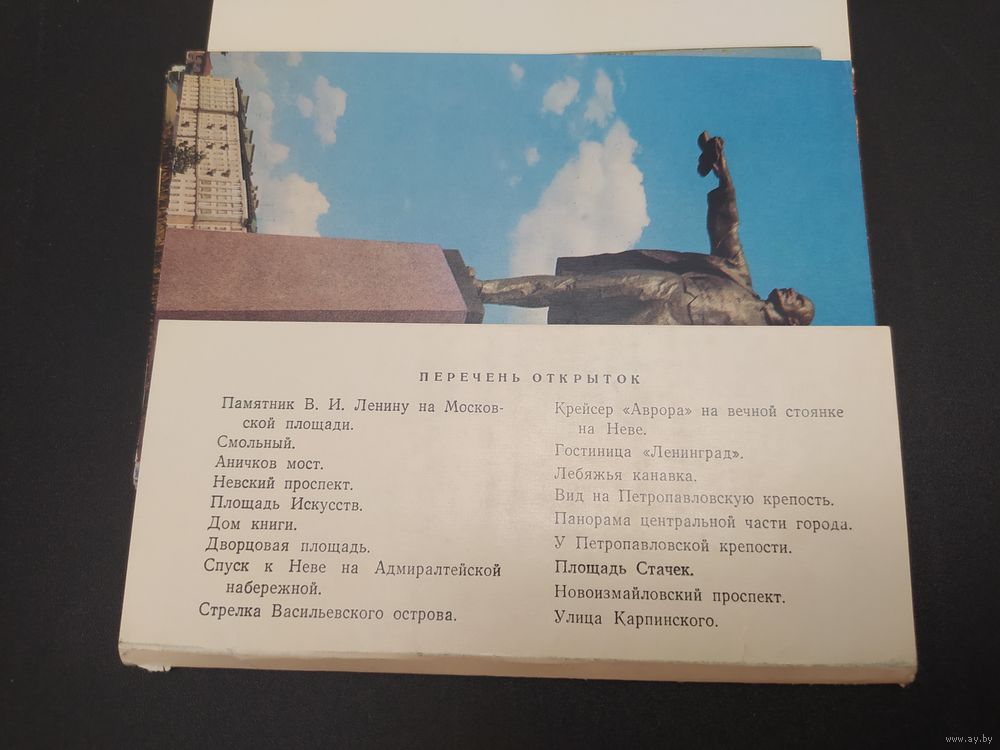 ПЕРЕЧЕНЬ ОТКРЫТОК
Памятник В. И. Ленину на Москов-
ской площади.
Смольный.
Аничков мост.
Невский проспект.
Площадь Искусств.
Дом книги.
Дворцовая площадь.
Спуск к Неве на Адмиралтейской
набережной.
Стрелка Васильевского острова.
Крейсер «Аврора» на вечной стоянке
на Неве.
Гостиница «Ленинград».
Лебяжья канавка.
Вид на Петропавловскую крепость.
Панорама центральной части города.
У Петропавловской крепости.
Площадь Стачек.
Новоизмайловский проспект.
Улица Карпинского.
www.ay.by